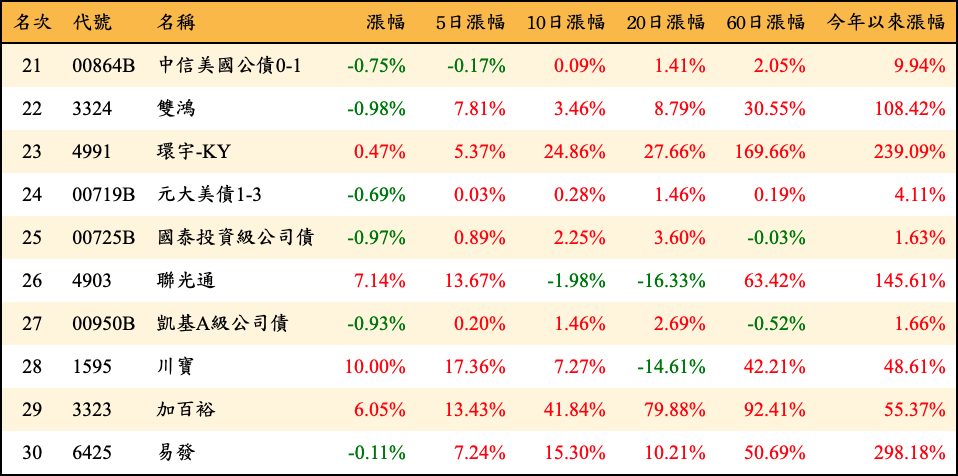 名次 代號 名稱 漲幅 5日漲幅 10日漲幅 20日漲幅 60日漲幅 今年以來漲幅
21 00864B 中信美國公債0-1 -0.75% -0.17% 0.09% 1.41% 2.05% 9.94%
22 3324 雙鴻 -0.98% 7.81% 3.46% 8.79% 30.55% 108.42%
23 4991 環宇-KY 0.47% 5.37% 24.86% 27.66% 169.66% 239.09%
24 00719B 元大美債1-3 -0.69% 0.03% 0.28% 1.46% 0.19% 4.11%
25 00725B 國泰投資級公司債 -0.97% 0.89% 2.25% 3.60% -0.03% 1.63%
26 4903 聯光通 7.14% 13.67% -1.98% -16.33% 63.42% 145.61%
27 00950B 凱基A級公司債 -0.93% 0.20% 1.46% 2.69% -0.52% 1.66%
28 1595 川寶 10.00% 17.36% 7.27% -14.61% 42.21% 48.61%
29 3323 加百裕 6.05% 13.43% 41.84% 79.88% 92.41% 55.37%
30 6425 易發 -0.11% 7.24% 15.30% 10.21% 50.69% 298.18%